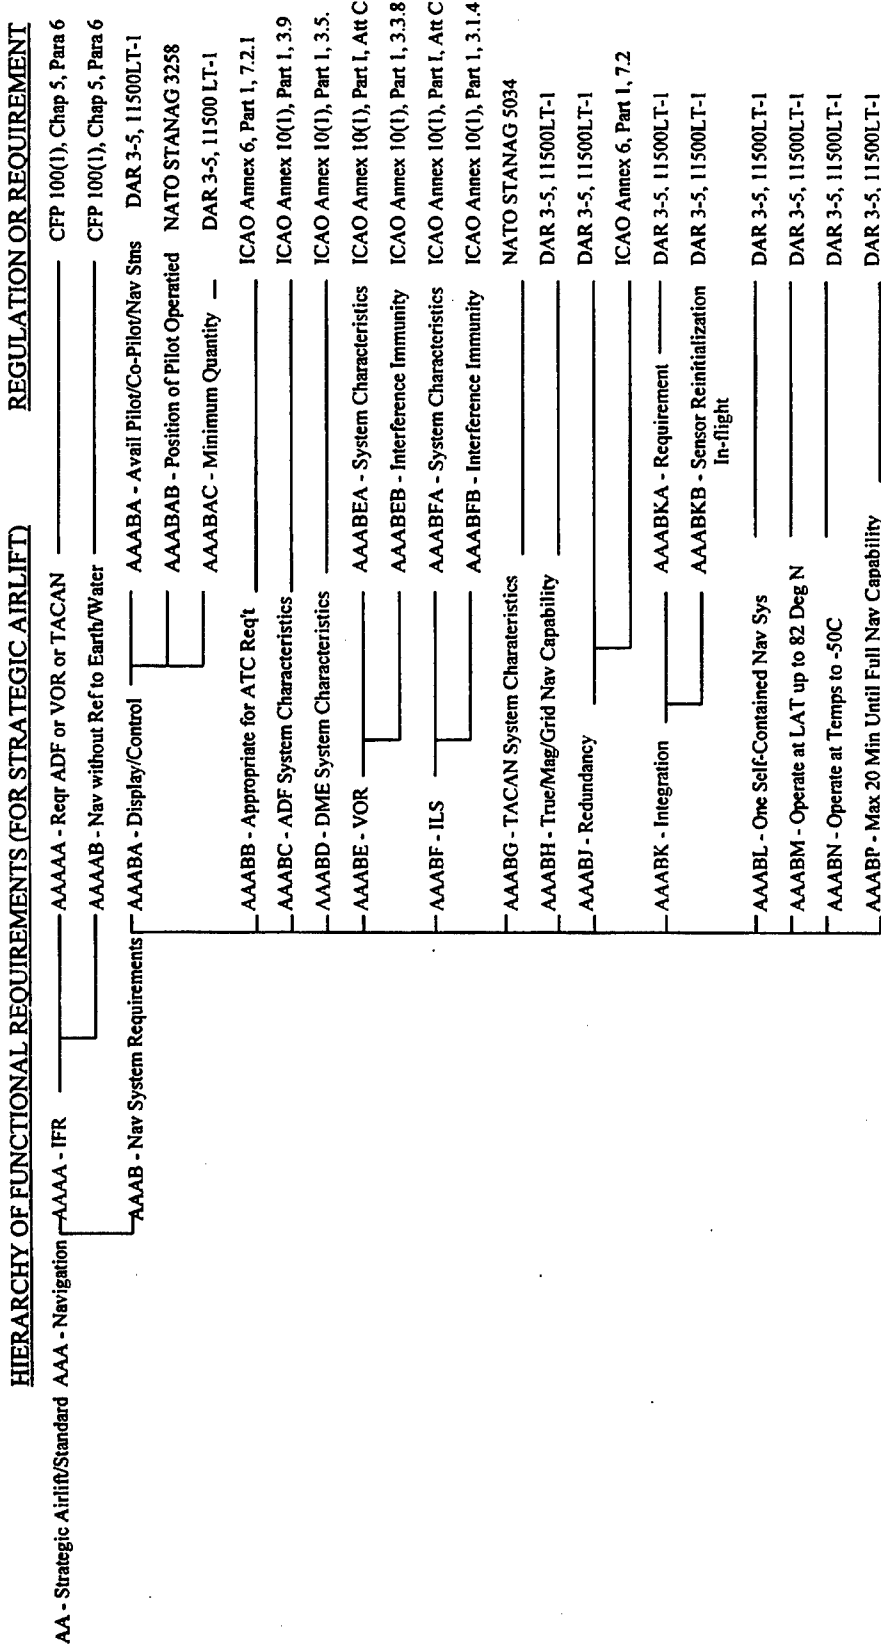 HIERARCHY OF FUNCTIONAL REQUIREMENTS (FOR STRATEGIC AIRLIFT) REGULATION OR REQUIREMENT
AA - Strategic Airlift/Standard AAA - Navigation AAAA - IFR AAAAA - Reqr ADF or VOR or TACAN CFP 100(1), Chap 5, Para 6
AAAAB - Nav without Ref to Earth/Water CFP 100(1), Chap 5, Para 6
AAAB - Nav System Requirements AAABA - Display/Control AAABA - Avail Pilot/Co-Pilot/Nav Stns DAR 3-5, 11500LT-1
AAABAB - Position of Pilot Operatied NATO STANAG 3258
AAABAC - Minimum Quantity DAR 3-5, 11500 LT-1
AAABB - Appropriate for ATC Req't ICAO Annex 6, Part 1, 7.2.1
AAABC - ADF System Characteristics ICAO Annex 10(1), Part 1, 3.9
AAABD - DME System Characteristics ICAO Annex 10(1), Part 1, 3.5.
AAABE - VOR AAABEA - System Characteristics ICAO Annex 10(1), Part I, Att C
AAABEB - Interference Immunity ICAO Annex 10(1), Part 1, 3.3.8
AAABF - ILS AAABFA - System Characteristics ICAO Annex 10(1), Part I, Att C
AAABFB - Interference Immunity ICAO Annex 10(1), Part 1, 3.1.4
AAABG - TACAN System Charateristics NATO STANAG 5034
AAABH - True/Mag/Grid Nav Capability DAR 3-5, 11500LT-1
AAABJ - Redundancy DAR 3-5, 11500LT-1
ICAO Annex 6, Part 1, 7.2
AAABK - Integration AAABKA - Requirement DAR 3-5, 11500LT-1
AAABKB - Sensor Reinitialization DAR 3-5, 11500LT-1
In-flight
AAABL - One Self-Contained Nav Sys DAR 3-5, 11500LT-1
AAABM - Operate at LAT up to 82 Deg N DAR 3-5, 11500LT-1
AAABN - Operate at Temps to -50C DAR 3-5, 11500LT-1
AAABP - Max 20 Min Until Full Nav Capability DAR 3-5, 11500LT-1